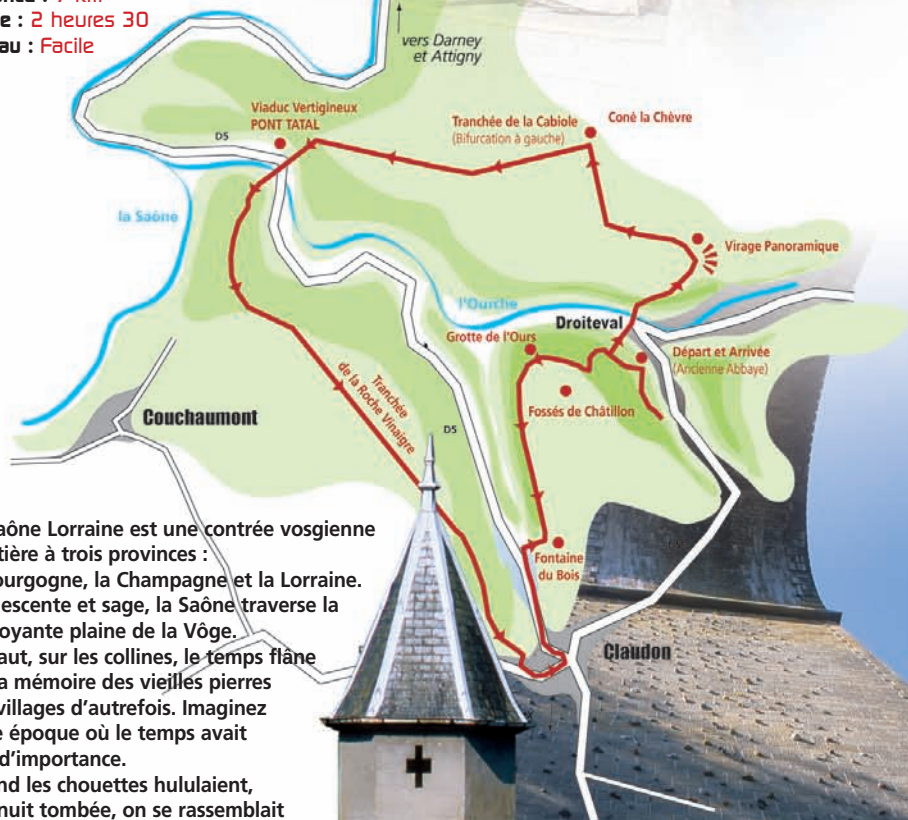 : 7 km
e : 2 heures 30
au : Facile
vers Darney
et Attigny
Viaduc Vertigineux
PONT TATAL
D5
Tranchée de la Cabiole
(Bifurcation à gauche)
Coné la Chèvre
la Saône
Virage Panoramique
l'Ourche
Droiteval
Grotte de l'Ours
Départ et Arrivée
(Ancienne Abbaye)
Fossés de Châtillon
Tranchée
de la Roche Vinaigre
Couchaumont
D5
Fontaine
du Bois
Claudon
aône Lorraine est une contrée vosgienne
tière à trois provinces :
ourgogne, la Champagne et la Lorraine.
escente et sage, la Saône traverse la
oyante plaine de la Vôge.
aut, sur les collines, le temps flâne
a mémoire des vieilles pierres
villages d'autrefois. Imaginez
e époque où le temps avait
d'importance.
nd les chouettes hululaient,
nuit tombée, on se rassemblait